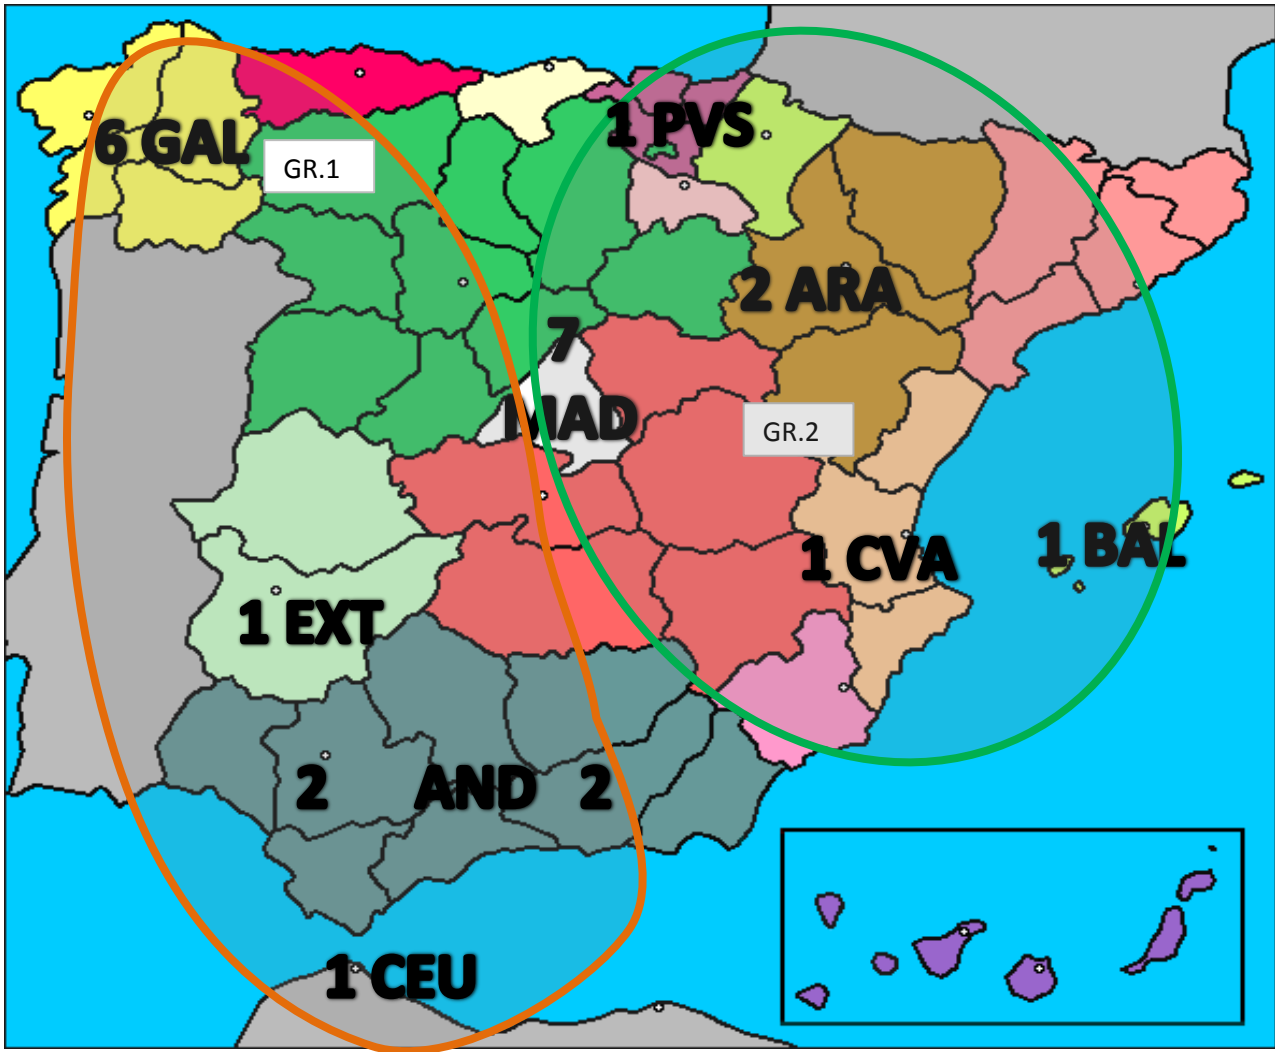 1 PVS
6 GAL
GR.1
2 ARA
7
MAD
GR.2
1 CVA
1 BAL
1 EXT
2 AND 2
1 CEU